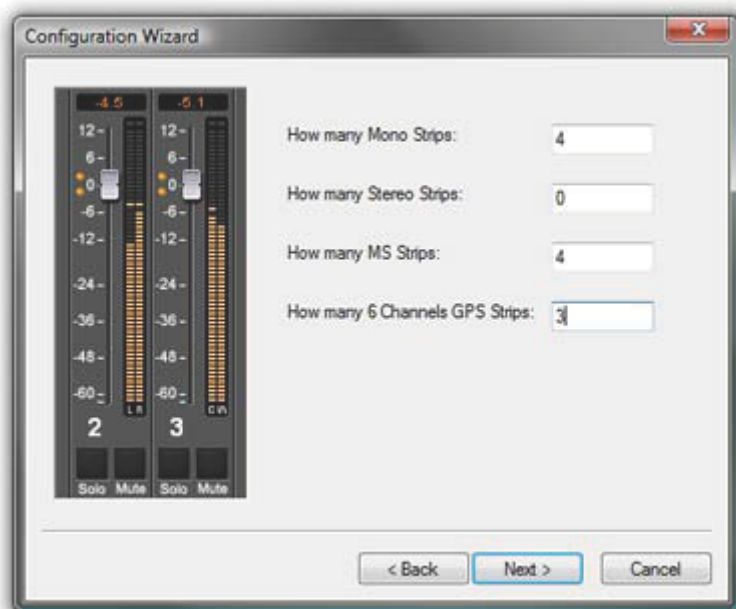 Configuration Wizard
-4.5 -5.1
12- 12-
6- 6-
0 0
-6- -6-
-12- -12-
-24- -24-
-36- -36-
-48- -48-
-60- -60-
L R
2 3
Solo Mute Solo Mute
How many Mono Strips: 4
How many Stereo Strips: 0
How many MS Strips: 4
How many 6 Channels GPS Strips: 3
< Back Next > Cancel